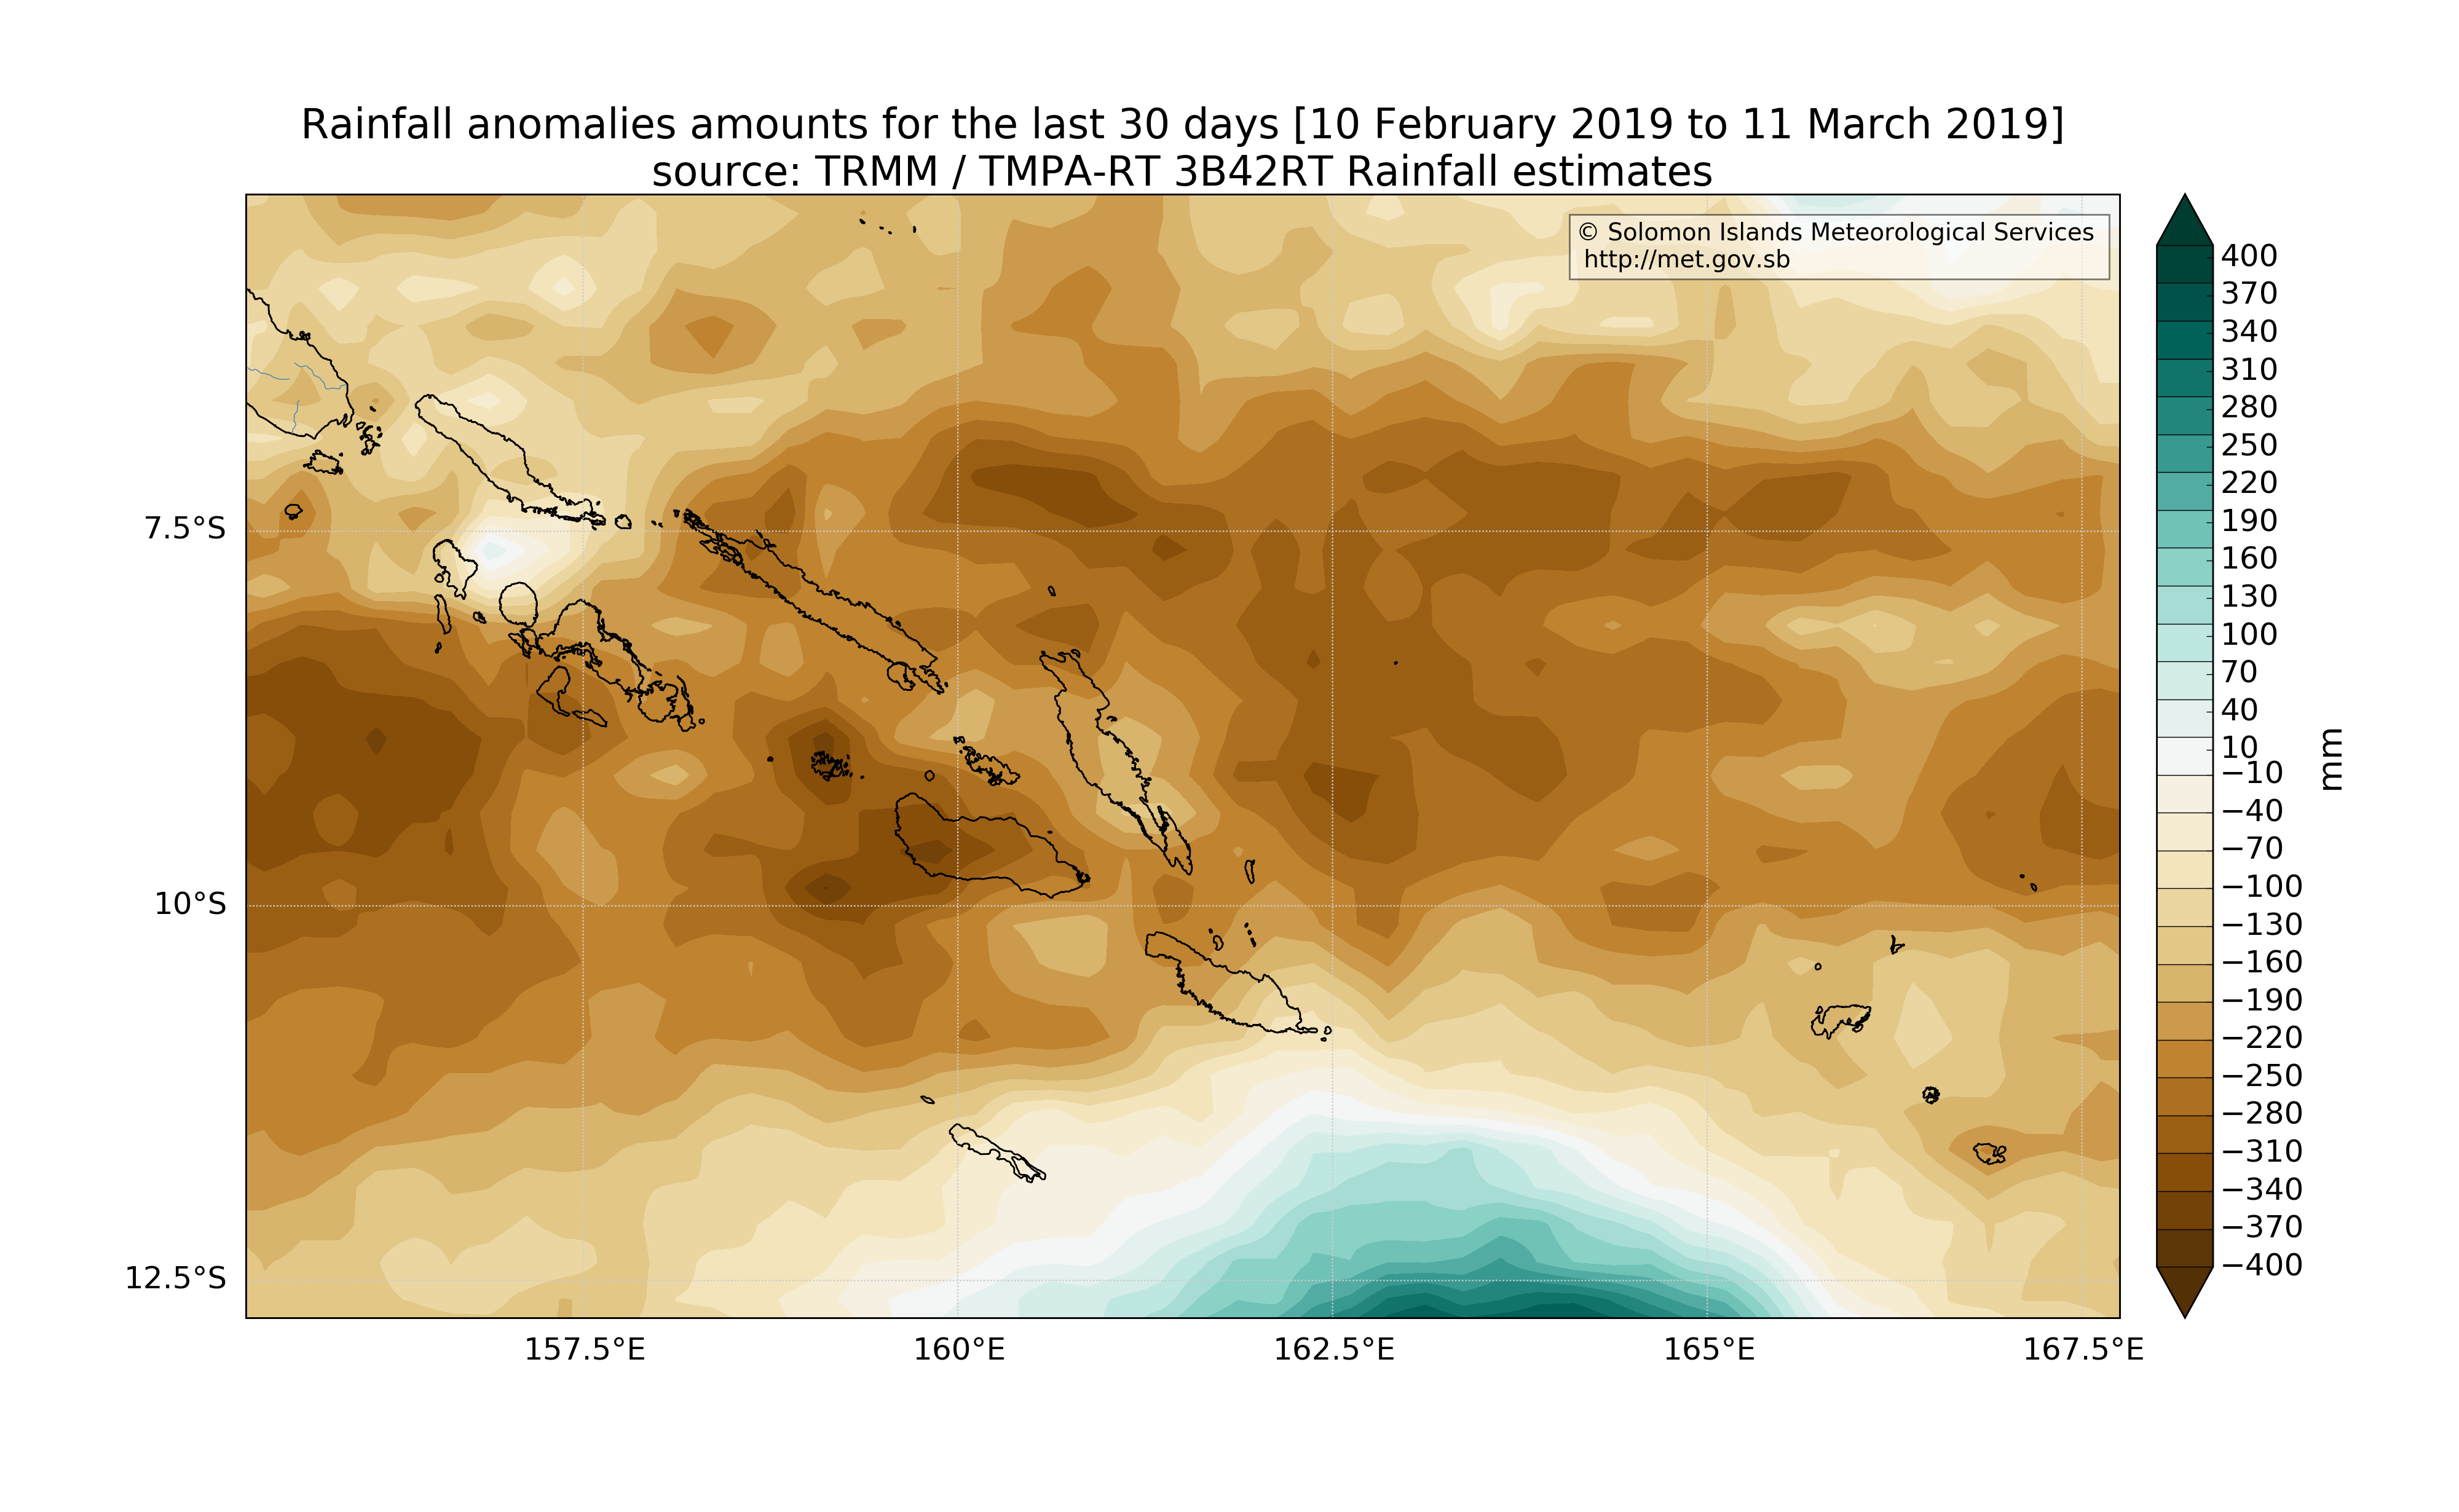 Rainfall anomalies amounts for the last 30 days [10 February 2019 to 11 March 2019]
source: TRMM / TMPA-RT 3B42RT Rainfall estimates
© Solomon Islands Meteorological Services
http://met.gov.sb
7.5°S
10°S
12.5°S
157.5°E
160°E
162.5°E
165°E
167.5°E
400
370
340
310
280
250
220
190
160
130
100
70
40
10
−10
−40
−70
−100
−130
−160
−190
−220
−250
−280
−310
−340
−370
−400
mm